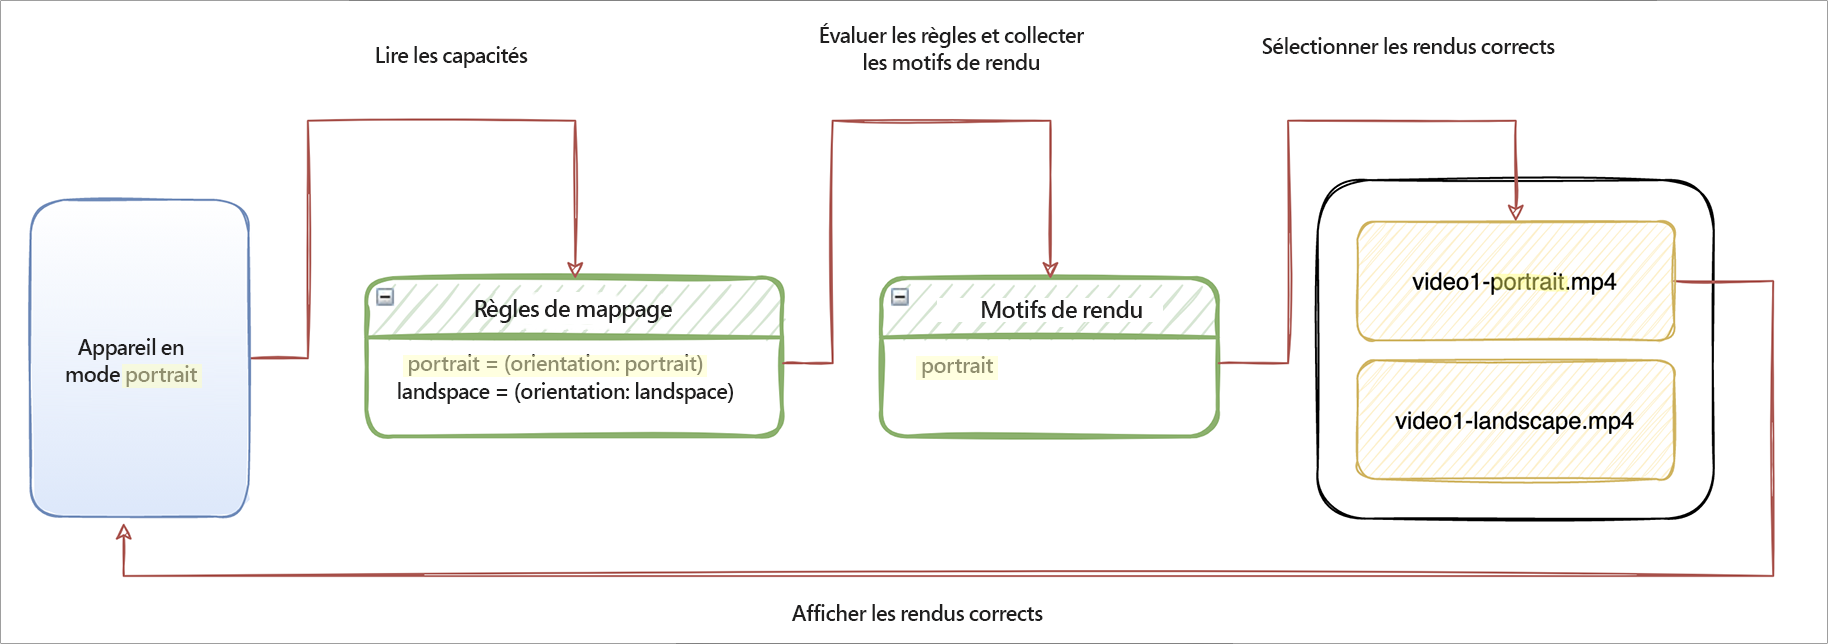 Lire les capacités
Évaluer les règles et collecter
les motifs de rendu
Sélectionner les rendus corrects
Appareil en
mode portrait
Règles de mappage
portrait = (orientation: portrait)
landspace = (orientation: landspace)
Motifs de rendu
portrait
video1-portrait.mp4
video1-landscape.mp4
Afficher les rendus corrects